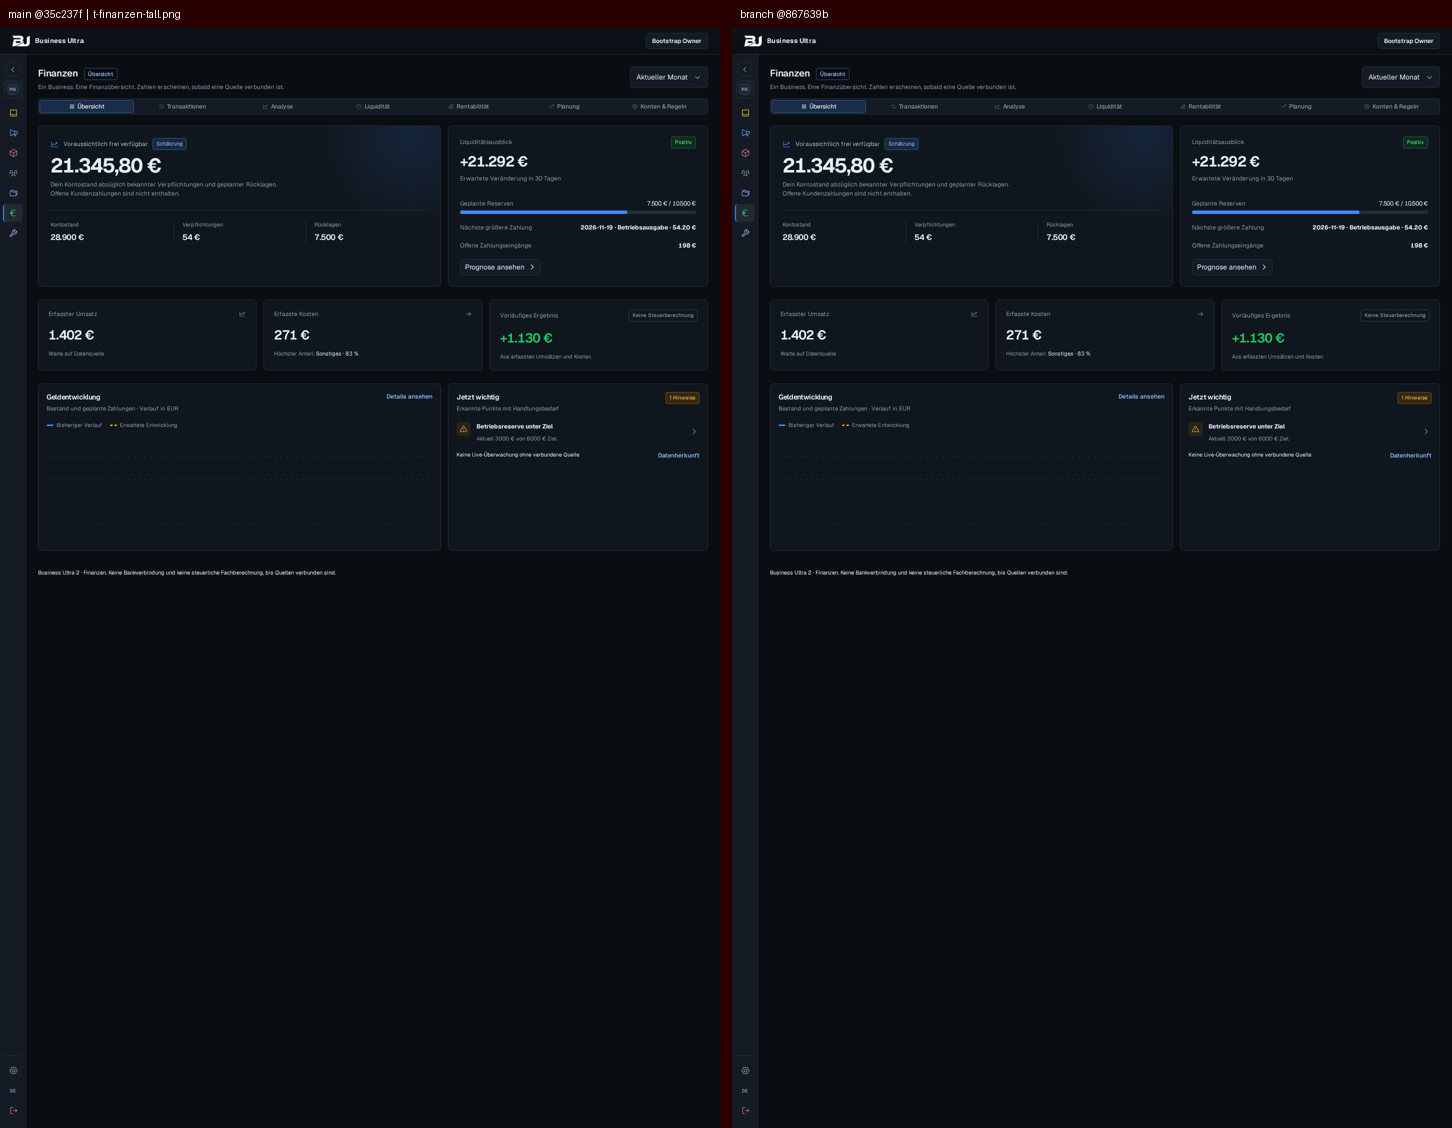 main @35c237f | t-finanzen-tall.png
Business Ultra
Bootstrap Owner
PH
Finanzen
Übersicht
Aktueller Monat
Ein Business. Eine Finanzübersicht. Zahlen erscheinen, sobald eine Quelle verbunden ist.
Übersicht
Transaktionen
Analyse
Liquidität
Rentabilität
Planung
Konten & Regeln
Voraussichtlich frei verfügbar
Schätzung
21.345,80 €
Dein Kontostand abzüglich bekannter Verpflichtungen und geplanter Rücklagen.
Offene Kundenzahlungen sind nicht enthalten.
Kontostand
Verpflichtungen
Rücklagen
28.900 €
54 €
7.500 €
Liquiditätsausblick
Positiv
+21.292 €
Erwartete Veränderung in 30 Tagen
Geplante Reserven
7.500 € / 10.500 €
Nächste größere Zahlung
2026-11-19 · Betriebsausgabe · 54.20 €
Offene Zahlungseingänge
198 €
Prognose ansehen
Erfasster Umsatz
1.402 €
Warte auf Datenquelle
Erfasste Kosten
271 €
Höchster Anteil: Sonstiges · 83 %
Vorläufiges Ergebnis
Keine Steuerberechnung
+1.130 €
Aus erfassten Umsätzen und Kosten
Geldentwicklung
Details ansehen
Bestand und geplante Zahlungen · Verlauf in EUR
Bisheriger Verlauf
Erwartete Entwicklung
Jetzt wichtig
1 Hinweise
Erkannte Punkte mit Handlungsbedarf
Betriebsreserve unter Ziel
Aktuell 3000 € von 6000 € Ziel.
Keine Live-Überwachung ohne verbundene Quelle
Datenherkunft
Business Ultra 2 · Finanzen. Keine Bankverbindung und keine steuerliche Fachberechnung, bis Quellen verbunden sind.
DE
branch @867639b
Business Ultra
Bootstrap Owner
PH
Finanzen
Übersicht
Aktueller Monat
Ein Business. Eine Finanzübersicht. Zahlen erscheinen, sobald eine Quelle verbunden ist.
Übersicht
Transaktionen
Analyse
Liquidität
Rentabilität
Planung
Konten & Regeln
Voraussichtlich frei verfügbar
Schätzung
21.345,80 €
Dein Kontostand abzüglich bekannter Verpflichtungen und geplanter Rücklagen.
Offene Kundenzahlungen sind nicht enthalten.
Kontostand
Verpflichtungen
Rücklagen
28.900 €
54 €
7.500 €
Liquiditätsausblick
Positiv
+21.292 €
Erwartete Veränderung in 30 Tagen
Geplante Reserven
7.500 € / 10.500 €
Nächste größere Zahlung
2026-11-19 · Betriebsausgabe · 54.20 €
Offene Zahlungseingänge
198 €
Prognose ansehen
Erfasster Umsatz
1.402 €
Warte auf Datenquelle
Erfasste Kosten
271 €
Höchster Anteil: Sonstiges · 83 %
Vorläufiges Ergebnis
Keine Steuerberechnung
+1.130 €
Aus erfassten Umsätzen und Kosten
Geldentwicklung
Details ansehen
Bestand und geplante Zahlungen · Verlauf in EUR
Bisheriger Verlauf
Erwartete Entwicklung
Jetzt wichtig
1 Hinweise
Erkannte Punkte mit Handlungsbedarf
Betriebsreserve unter Ziel
Aktuell 3000 € von 6000 € Ziel.
Keine Live-Überwachung ohne verbundene Quelle
Datenherkunft
Business Ultra 2 · Finanzen. Keine Bankverbindung und keine steuerliche Fachberechnung, bis Quellen verbunden sind.
DE